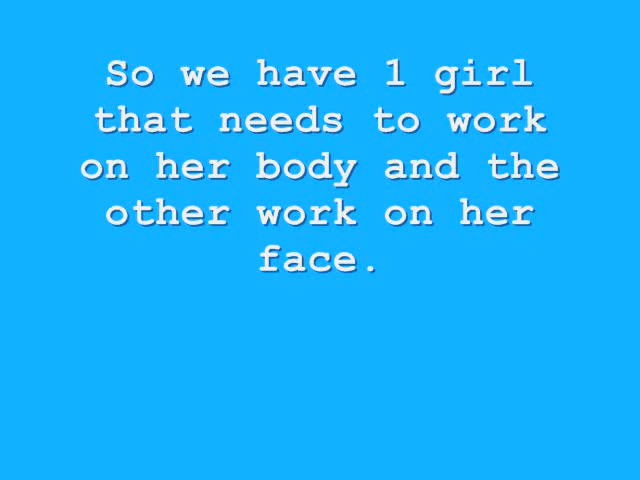 So we have 1 girl
that needs to work
on her body and the
other work on her
face.